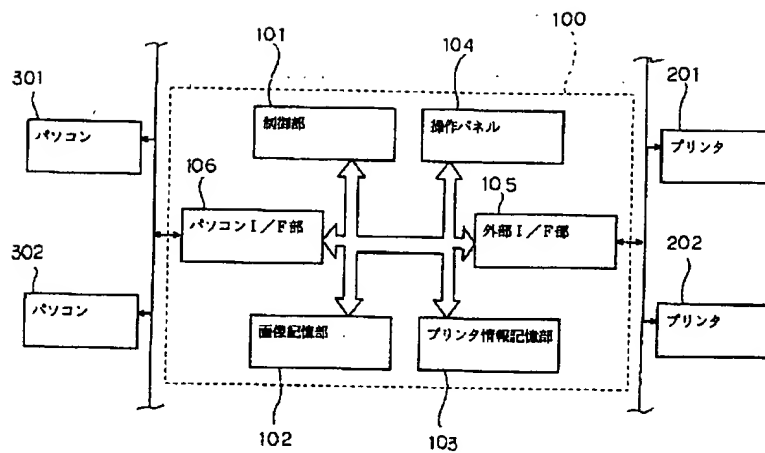 100
101
104
301
201
パソコン
制御部
操作パネル
プリンタ
106
105
パソコンI/F部
外部I/F部
302
202
パソコン
画像記憶部
プリンタ情報記憶部
プリンタ
102
103